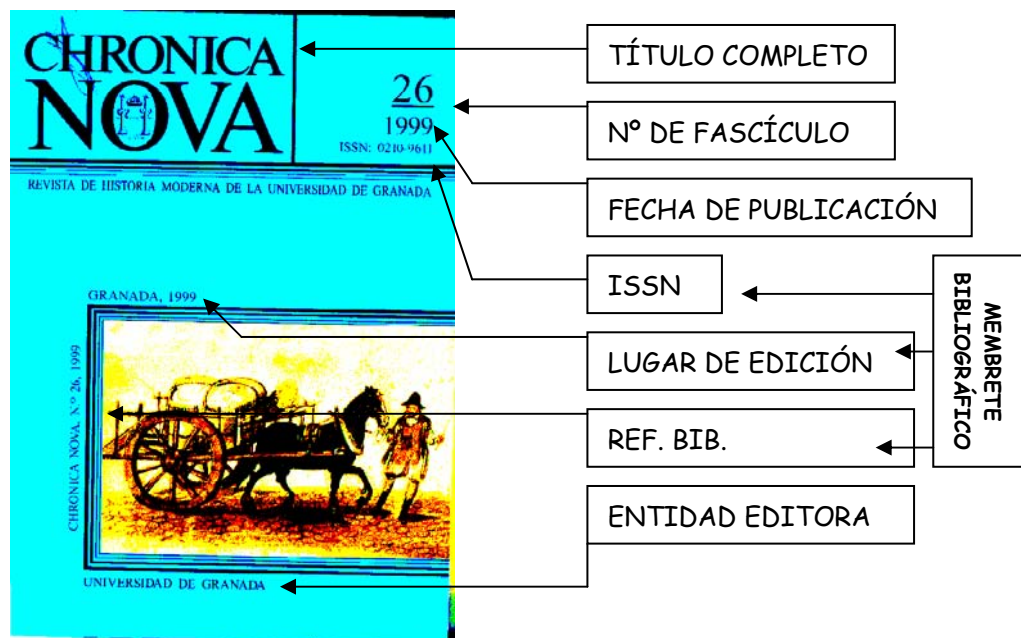 CHRONICA
NOVA
26
1999
ISSN: 0210-9611
REVISTA DE HISTORIA MODERNA DE LA UNIVERSIDAD DE GRANADA
GRANADA, 1999
CHRONICA NOVA. N.º 26, 1999
UNIVERSIDAD DE GRANADA
TÍTULO COMPLETO
Nº DE FASCÍCULO
FECHA DE PUBLICACIÓN
ISSN
LUGAR DE EDICIÓN
REF. BIB.
ENTIDAD EDITORA
MEMBRETE
BIBLIOGRÁFICO